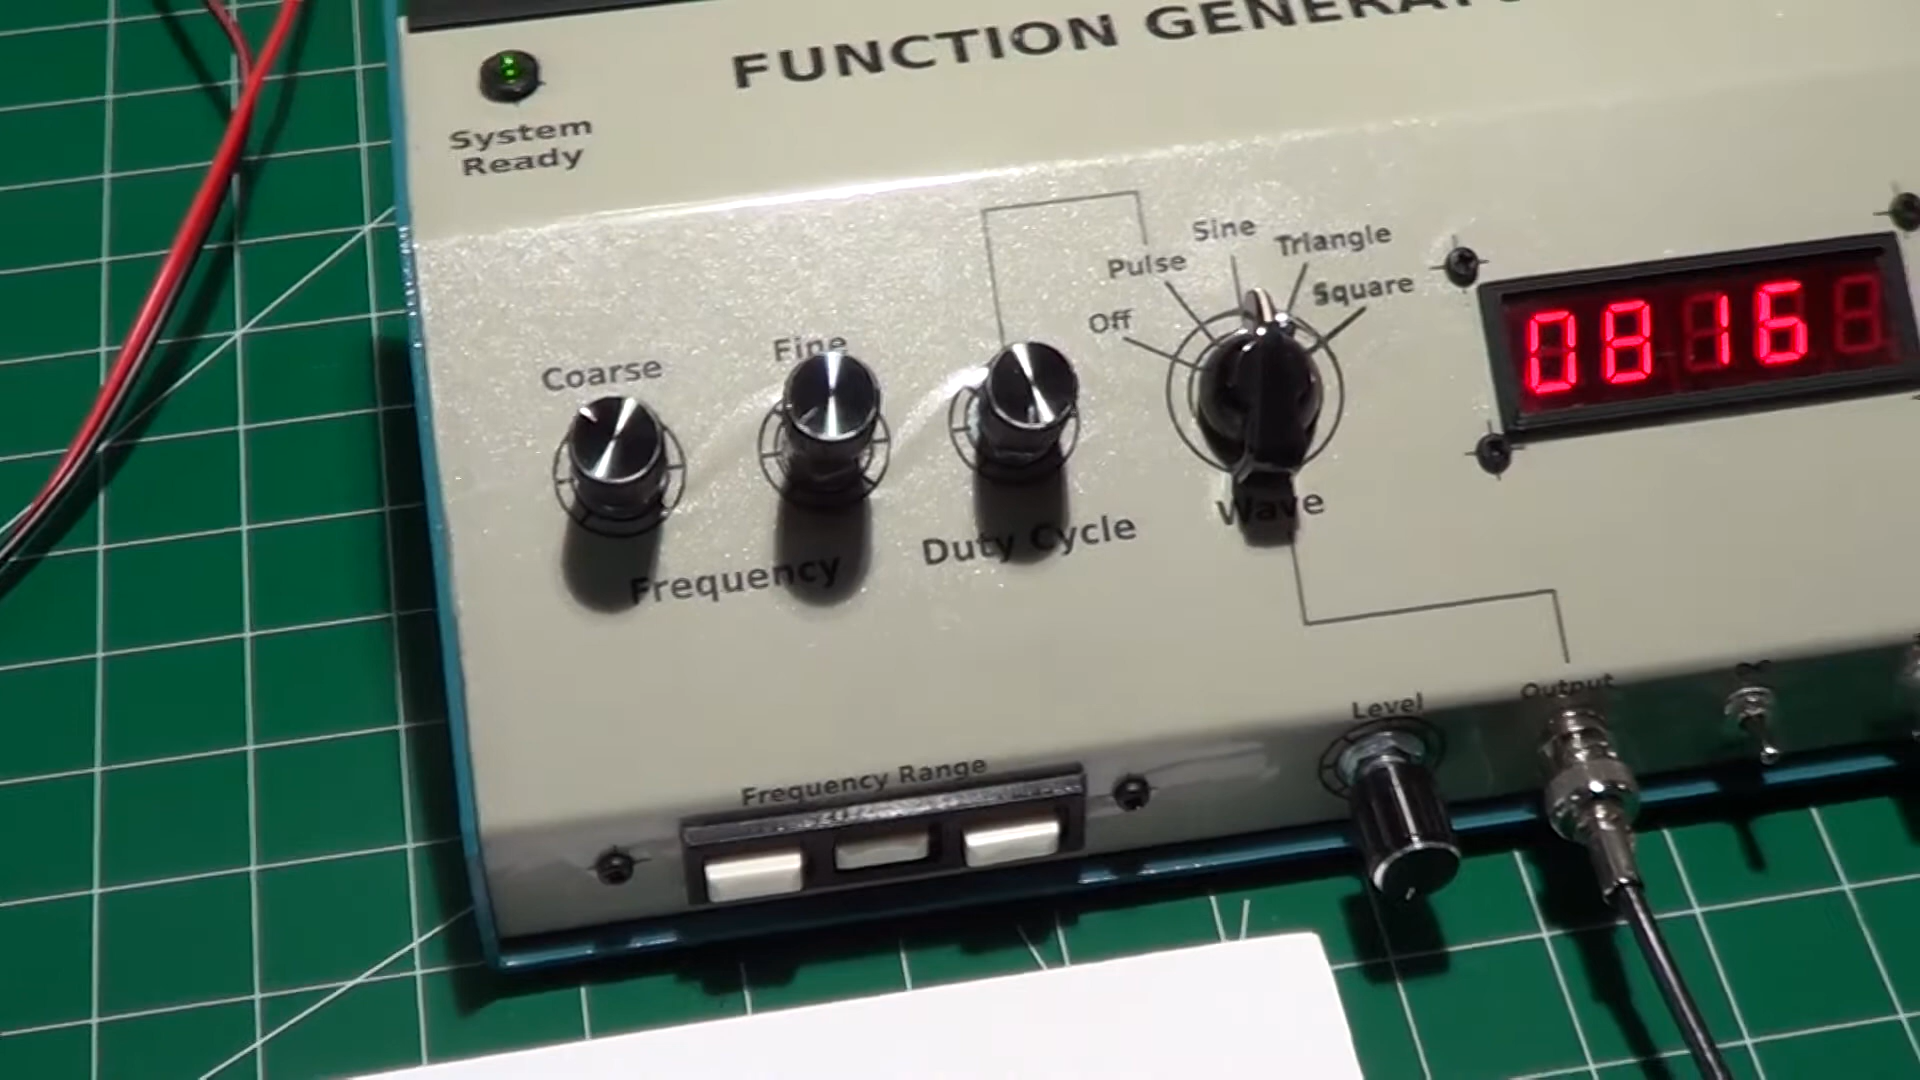 FUNCTION GENERAT
System
Ready
Sine
Triangle
Pulse
Square
Off
0816
Fine
Coarse
Wave
Duty Cycle
Frequency
Output
Level
Frequency Range